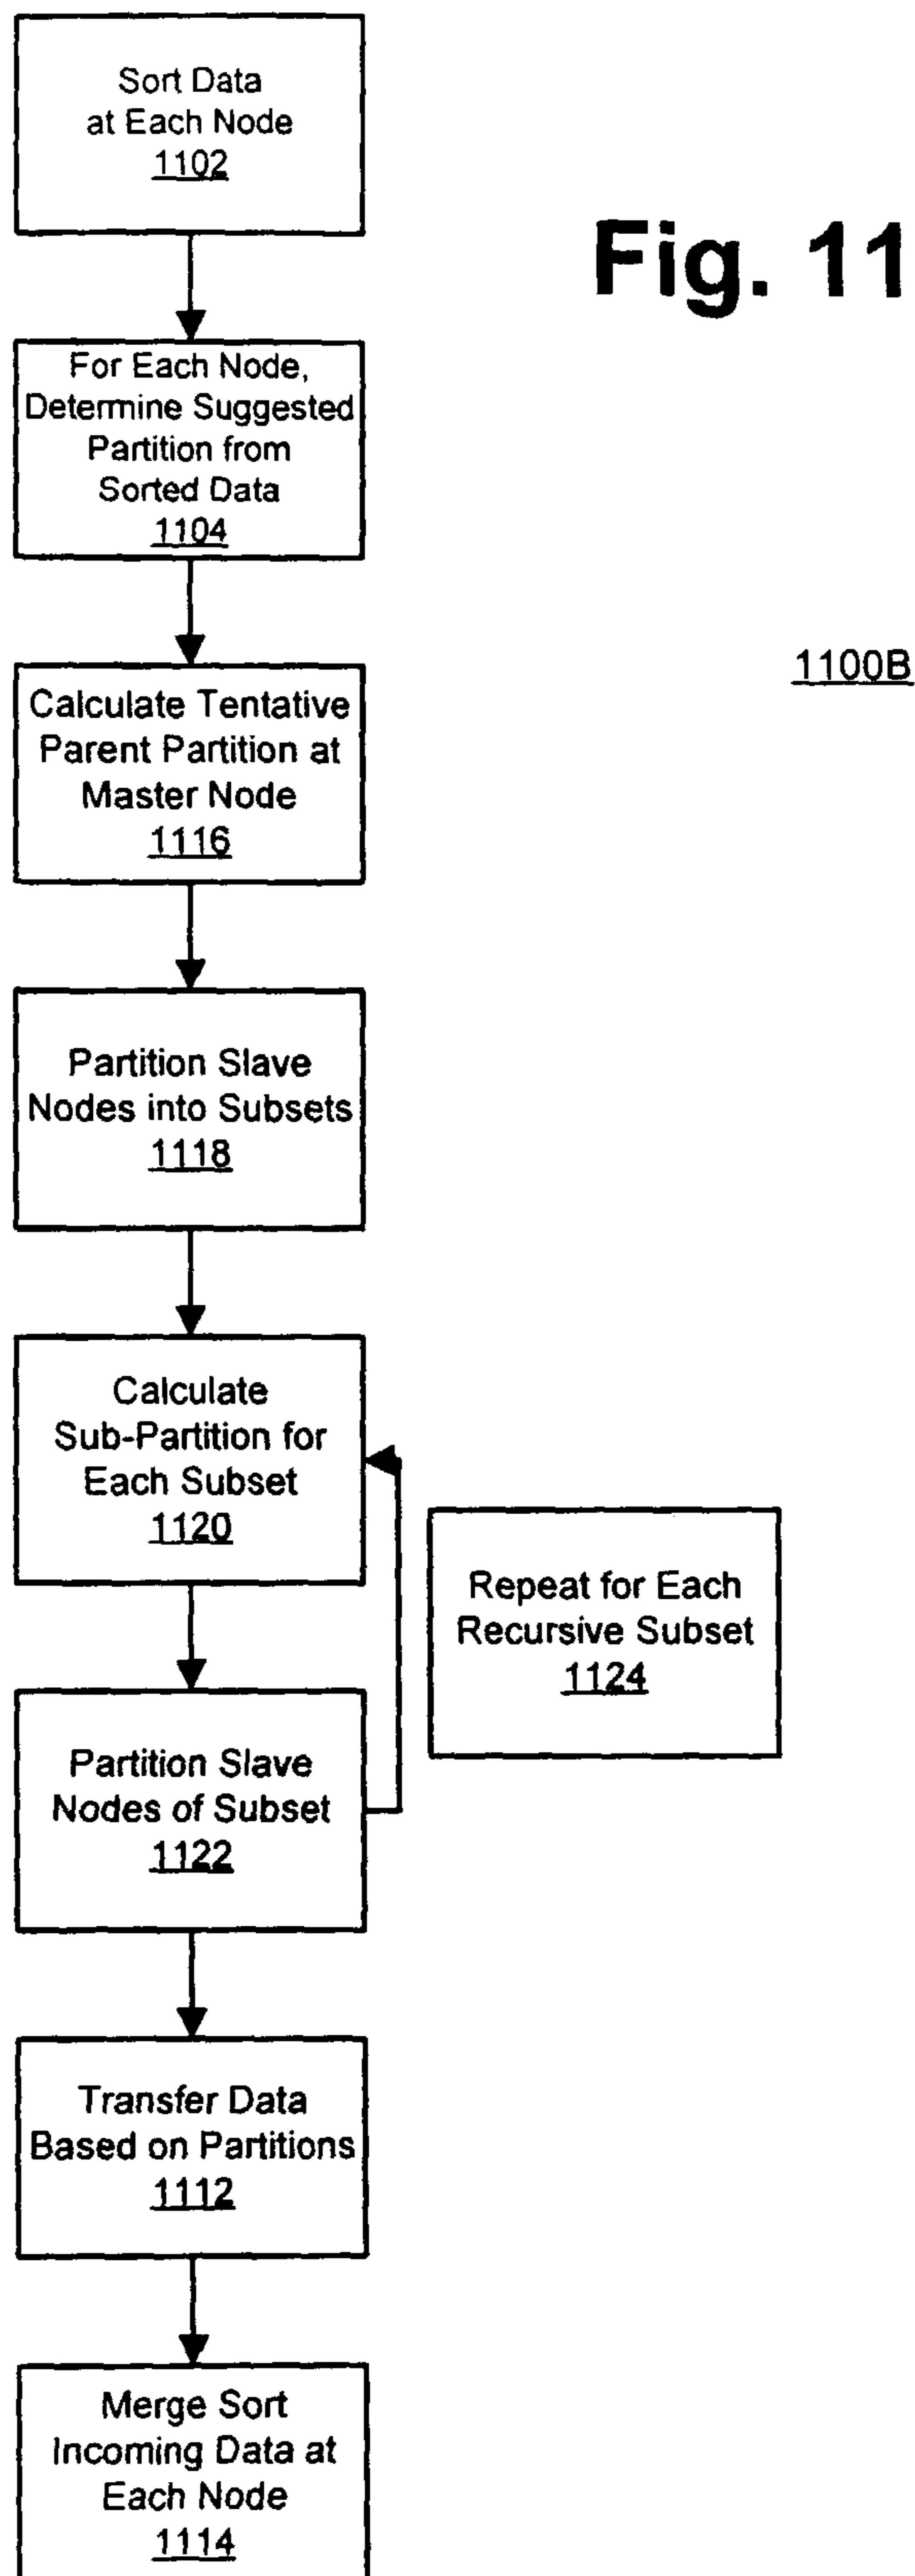 Sort Data
at Each Node
1102
Fig. 11
For Each Node,
Determine Suggested
Partition from
Sorted Data
1104
1100B
Calculate Tentative
Parent Partition at
Master Node
1116
Partition Slave
Nodes into Subsets
1118
Calculate
Sub-Partition for
Each Subset
1120
Repeat for Each
Recursive Subset
1124
Partition Slave
Nodes of Subset
1122
Transfer Data
Based on Partitions
1112
Merge Sort
Incoming Data at
Each Node
1114